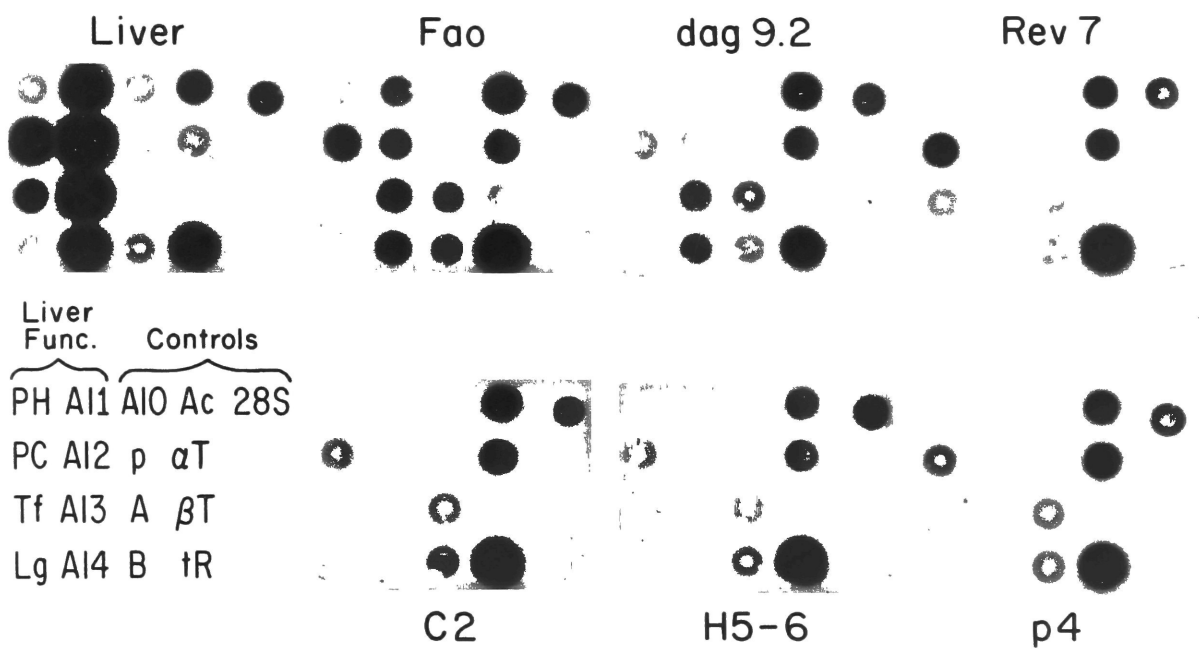 Liver Fao dag 9.2 Rev 7
Liver
Func. Controls
PH Al1 Al0 Ac 28S
PC Al2 p αT
Tf Al3 A βT
Lg Al4 B tR
C2 H5-6 p4